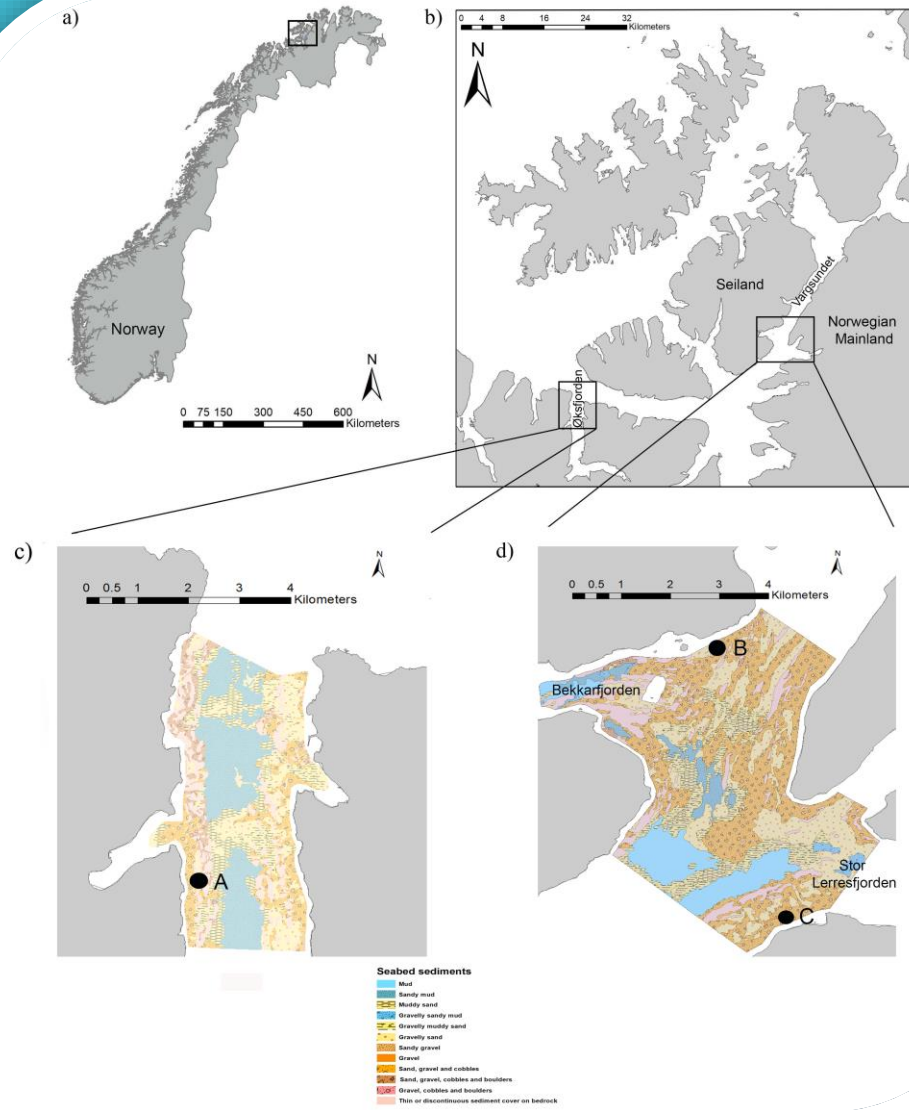 a)
Norway
N
0 75 150 300 450 600
Kilometers
b)
0 4 8 16 24 32
Kilometers
N
Seiland
Vargsundet
Norwegian
Mainland
Øksfjorden
c)
N
0 0.5 1 2 3 4
Kilometers
A
d)
N
0 0.5 1 2 3 4
Kilometers
B
Bekkarfjorden
Stor
Lerresfjorden
C
Seabed sediments
Mud
Sandy mud
Muddy sand
Gravelly sandy mud
Gravelly muddy sand
Gravelly sand
Sandy gravel
Gravel
Sand, gravel and cobbles
Sand, gravel, cobbles and boulders
Gravel, cobbles and boulders
Thin or discontinuous sediment cover on bedrock